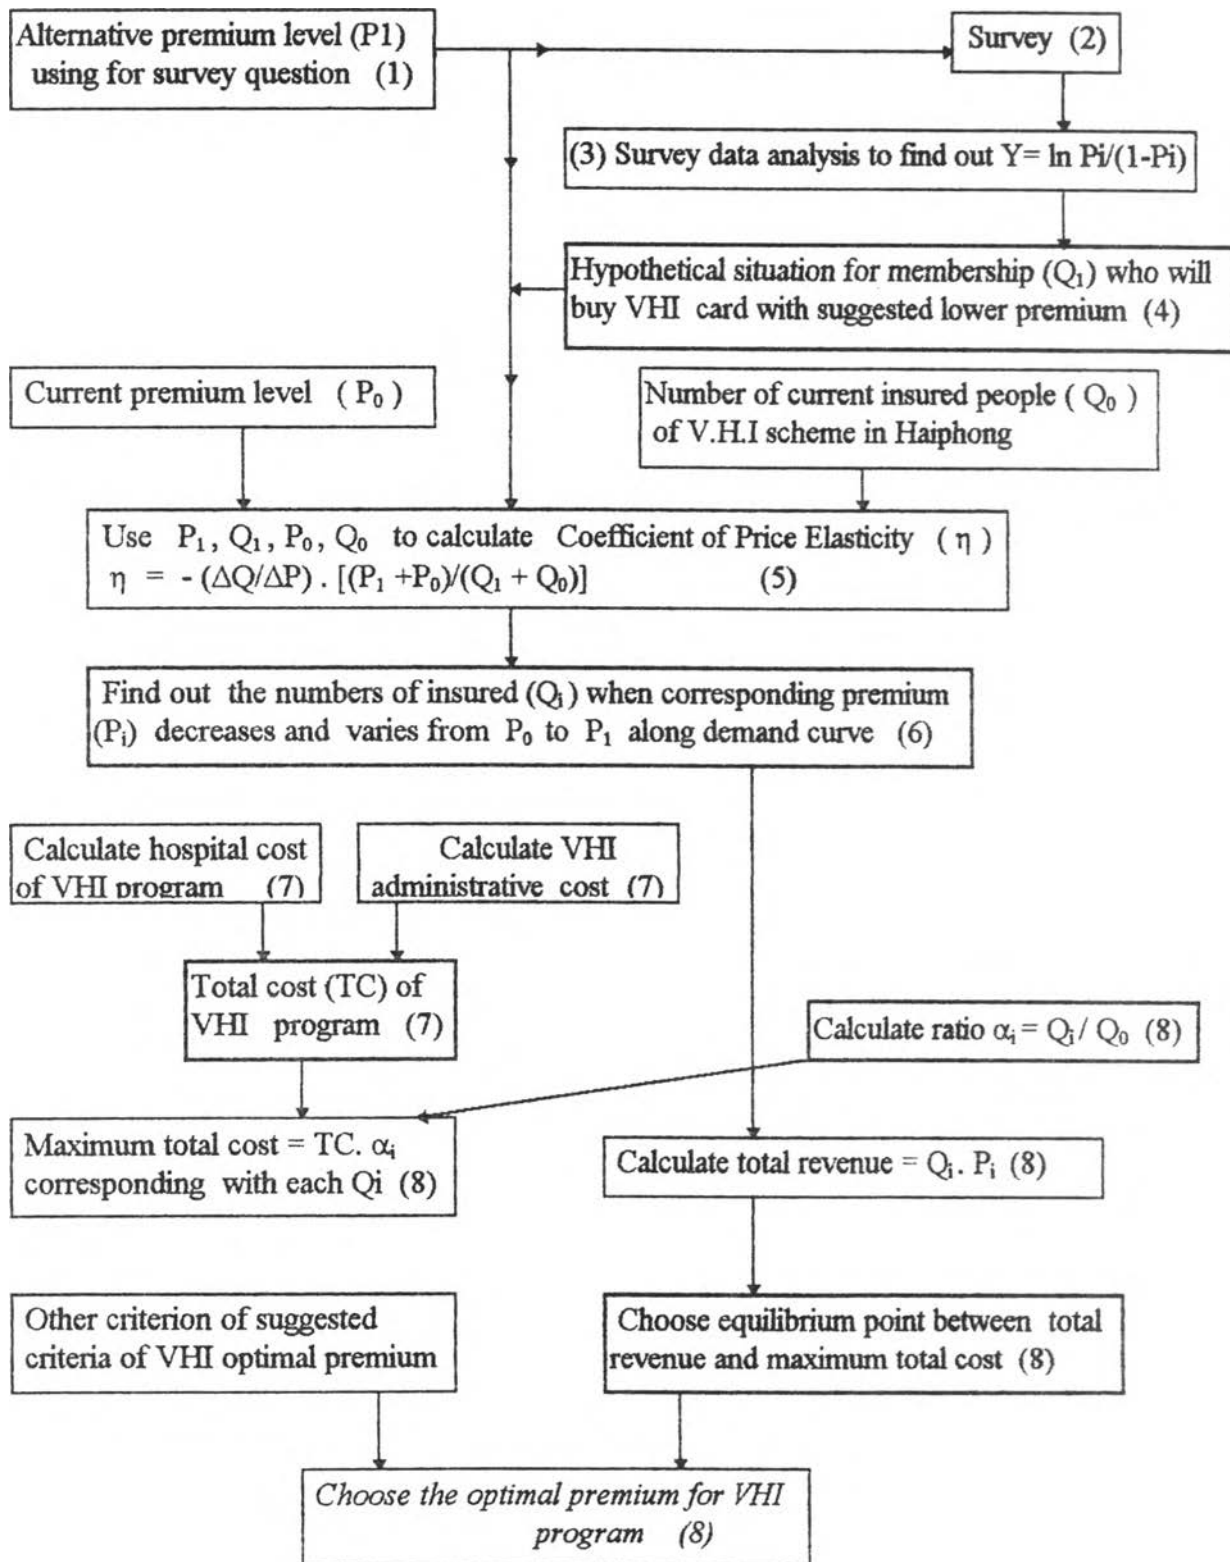 Alternative premium level (P1)
using for survey question (1)
Survey (2)
(3) Survey data analysis to find out Y= ln Pi/(1-Pi)
Hypothetical situation for membership (Q₁) who will
buy VHI card with suggested lower premium (4)
Current premium level ( P₀ )
Number of current insured people ( Q₀ )
of V.H.I scheme in Haiphong
Use P₁, Q₁, P₀, Q₀ to calculate Coefficient of Price Elasticity ( η )
η = - (ΔQ/ΔP) . [(P₁ +P₀)/(Q₁ + Q₀)] (5)
Find out the numbers of insured (Qᵢ) when corresponding premium
(Pᵢ) decreases and varies from P₀ to P₁ along demand curve (6)
Calculate hospital cost
of VHI program (7)
Calculate VHI
administrative cost (7)
Total cost (TC) of
VHI program (7)
Calculate ratio αᵢ = Qᵢ / Q₀ (8)
Maximum total cost = TC. αᵢ
corresponding with each Qi (8)
Calculate total revenue = Qᵢ. Pᵢ (8)
Other criterion of suggested
criteria of VHI optimal premium
Choose equilibrium point between total
revenue and maximum total cost (8)
Choose the optimal premium for VHI
program (8)